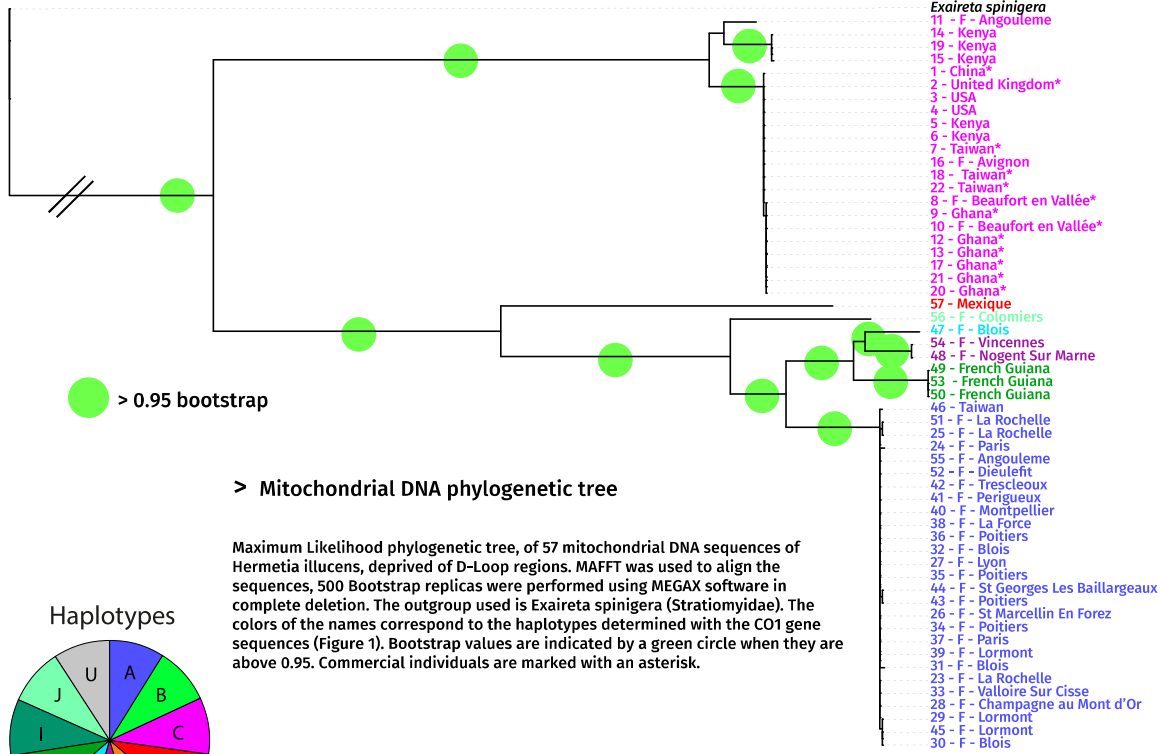 Exaireta spinigera
11 - F - Angouleme
14 - Kenya
19 - Kenya
15 - Kenya
1 - China*
2 - United Kingdom*
3 - USA
4 - USA
5 - Kenya
6 - Kenya
7 - Taiwan*
16 - F - Avignon
18 - Taiwan*
22 - Taiwan*
8 - F - Beaufort en Vallée*
9 - Ghana*
10 - F - Beaufort en Vallée*
12 - Ghana*
13 - Ghana*
17 - Ghana*
21 - Ghana*
20 - Ghana*
57 - Mexique
56 - F - Colomiers
47 - F - Blois
54 - F - Vincennes
48 - F - Nogent Sur Marne
49 - French Guiana
53 - French Guiana
50 - French Guiana
46 - Taiwan
51 - F - La Rochelle
25 - F - La Rochelle
24 - F - Paris
55 - F - Angouleme
52 - F - Dieulefit
42 - F - Trescleoux
41 - F - Perigueux
40 - F - Montpellier
38 - F - La Force
36 - F - Poitiers
32 - F - Blois
27 - F - Lyon
35 - F - Poitiers
44 - F - St Georges Les Baillargeaux
43 - F - Poitiers
26 - F - St Marcellin En Forez
34 - F - Poitiers
37 - F - Paris
39 - F - Lormont
31 - F - Blois
23 - F - La Rochelle
33 - F - Valloire Sur Cisse
28 - F - Champagne au Mont d'Or
29 - F - Lormont
45 - F - Lormont
30 - F - Blois
> 0.95 bootstrap
> Mitochondrial DNA phylogenetic tree
Maximum Likelihood phylogenetic tree, of 57 mitochondrial DNA sequences of
Hermetia illucens, deprived of D-Loop regions. MAFFT was used to align the
sequences, 500 Bootstrap replicas were performed using MEGAX software in
complete deletion. The outgroup used is Exaireta spinigera (Stratiomyidae). The
colors of the names correspond to the haplotypes determined with the CO1 gene
sequences (Figure 1). Bootstrap values are indicated by a green circle when they are
above 0.95. Commercial individuals are marked with an asterisk.
Haplotypes
U
A
J
B
I
C